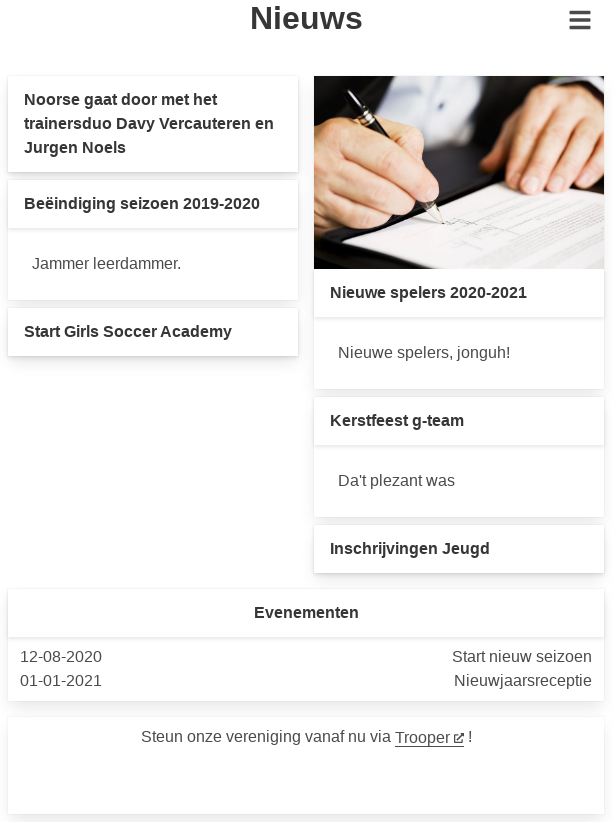 Nieuws
Noorse gaat door met het
trainersduo Davy Vercauteren en
Jurgen Noels
Beëindiging seizoen 2019-2020
Jammer leerdammer.
Start Girls Soccer Academy
Nieuwe spelers 2020-2021
Nieuwe spelers, jonguh!
Kerstfeest g-team
Da't plezant was
Inschrijvingen Jeugd
Evenementen
12-08-2020 Start nieuw seizoen
01-01-2021 Nieuwjaarsreceptie
Steun onze vereniging vanaf nu via Trooper !